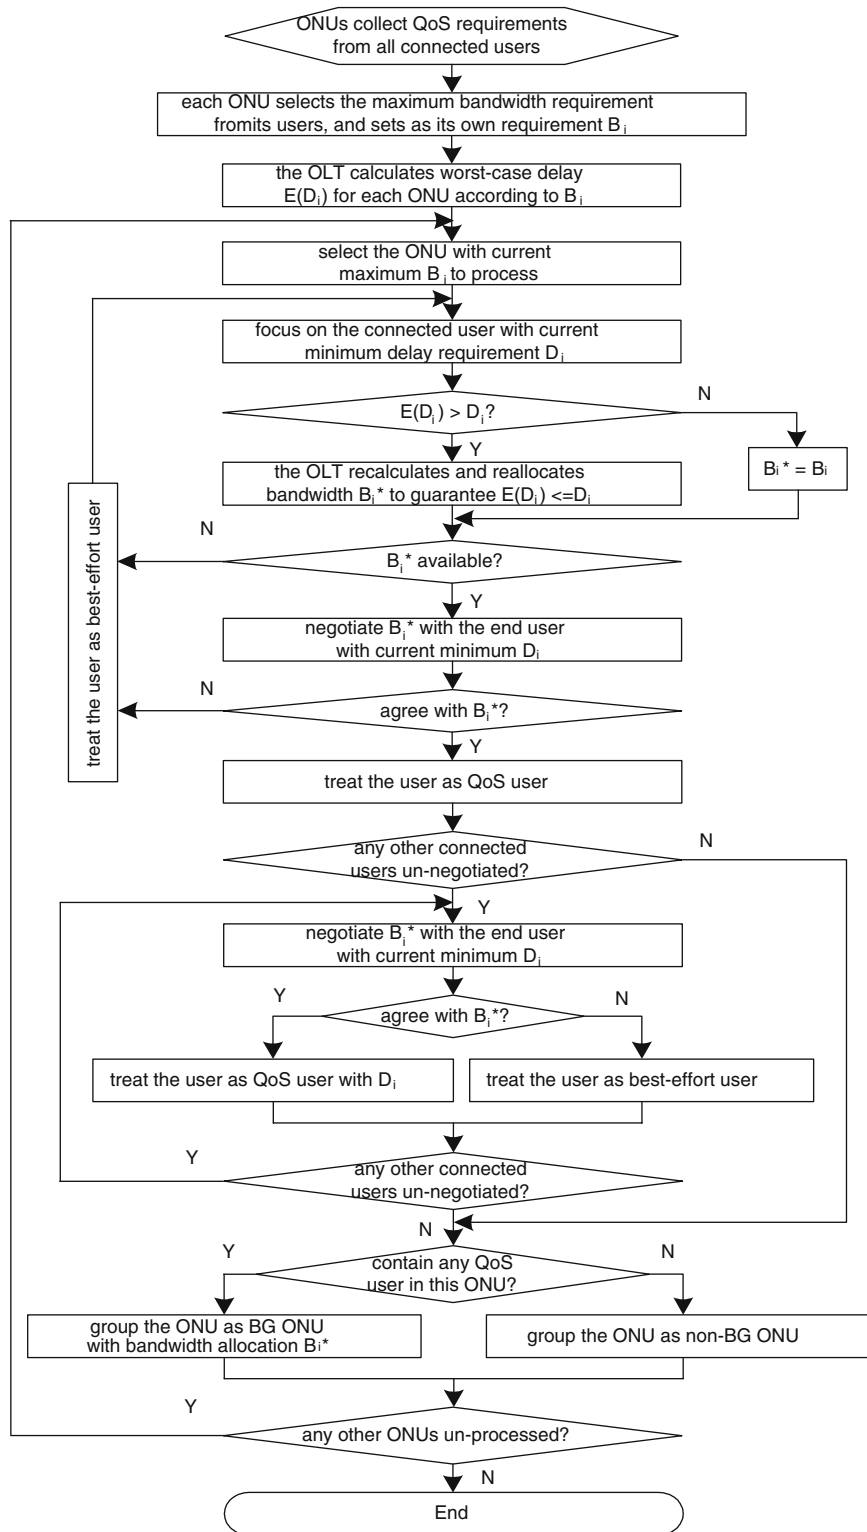 ONUs collect QoS requirements
from all connected users
each ONU selects the maximum bandwidth requirement
fromits users, and sets as its own requirement Bi
the OLT calculates worst-case delay
E(Di) for each ONU according to Bi
select the ONU with current
maximum Bi to process
focus on the connected user with current
minimum delay requirement Di
E(Di) > Di?
N
Y
Bi* = Bi
the OLT recalculates and reallocates
bandwidth Bi* to guarantee E(Di) <=Di
N
Bi* available?
Y
treat the user as best-effort user
negotiate Bi* with the end user
with current minimum Di
N
agree with Bi*?
Y
treat the user as QoS user
any other connected
users un-negotiated?
N
Y
negotiate Bi* with the end user
with current minimum Di
Y
agree with Bi*?
N
treat the user as QoS user with Di
treat the user as best-effort user
Y
any other connected
users un-negotiated?
N
Y
contain any QoS
user in this ONU?
N
group the ONU as BG ONU
with bandwidth allocation Bi*
group the ONU as non-BG ONU
Y
any other ONUs un-processed?
N
End